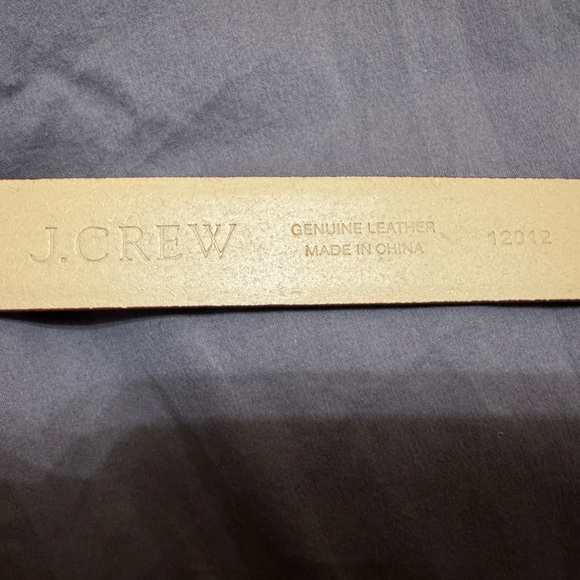 J.CREW
GENUINE LEATHER
MADE IN CHINA
12012